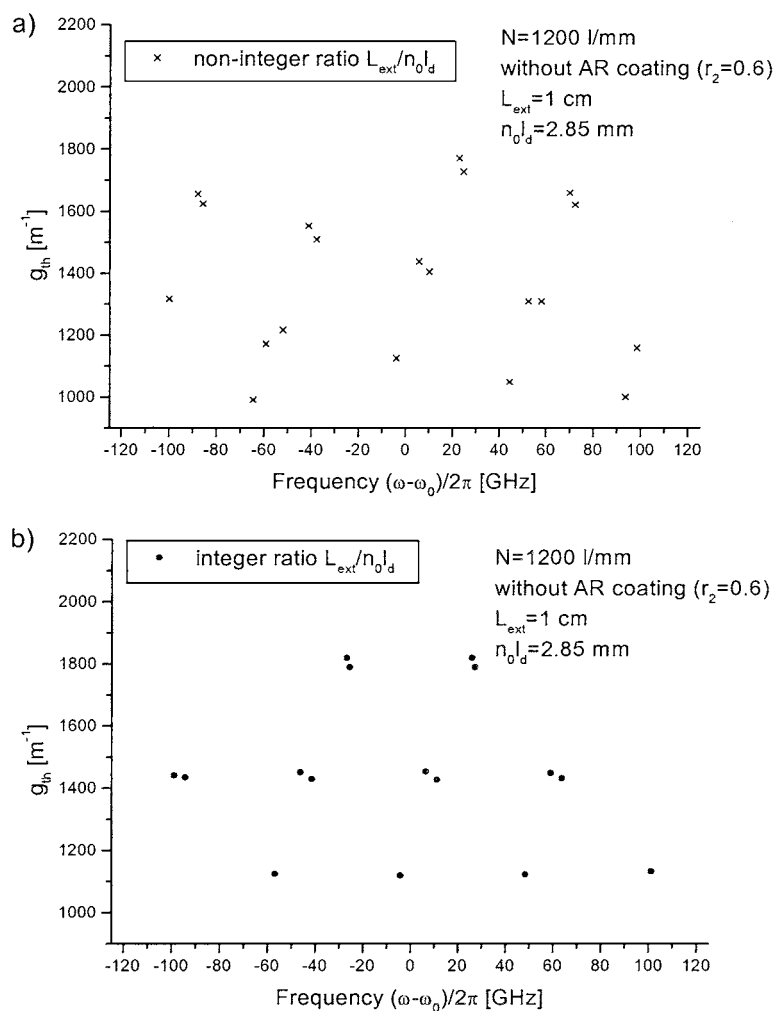 a)
2200
2000
1800
1600
1400
1200
1000
g_th [m⁻¹]
× non-integer ratio L_ext/n_0l_d
N=1200 l/mm
without AR coating (r_2=0.6)
L_ext=1 cm
n_0l_d=2.85 mm
-120 -100 -80 -60 -40 -20 0 20 40 60 80 100 120
Frequency (ω-ω_0)/2π [GHz]
b)
2200
2000
1800
1600
1400
1200
1000
g_th [m⁻¹]
• integer ratio L_ext/n_0l_d
N=1200 l/mm
without AR coating (r_2=0.6)
L_ext=1 cm
n_0l_d=2.85 mm
-120 -100 -80 -60 -40 -20 0 20 40 60 80 100 120
Frequency (ω-ω_0)/2π [GHz]